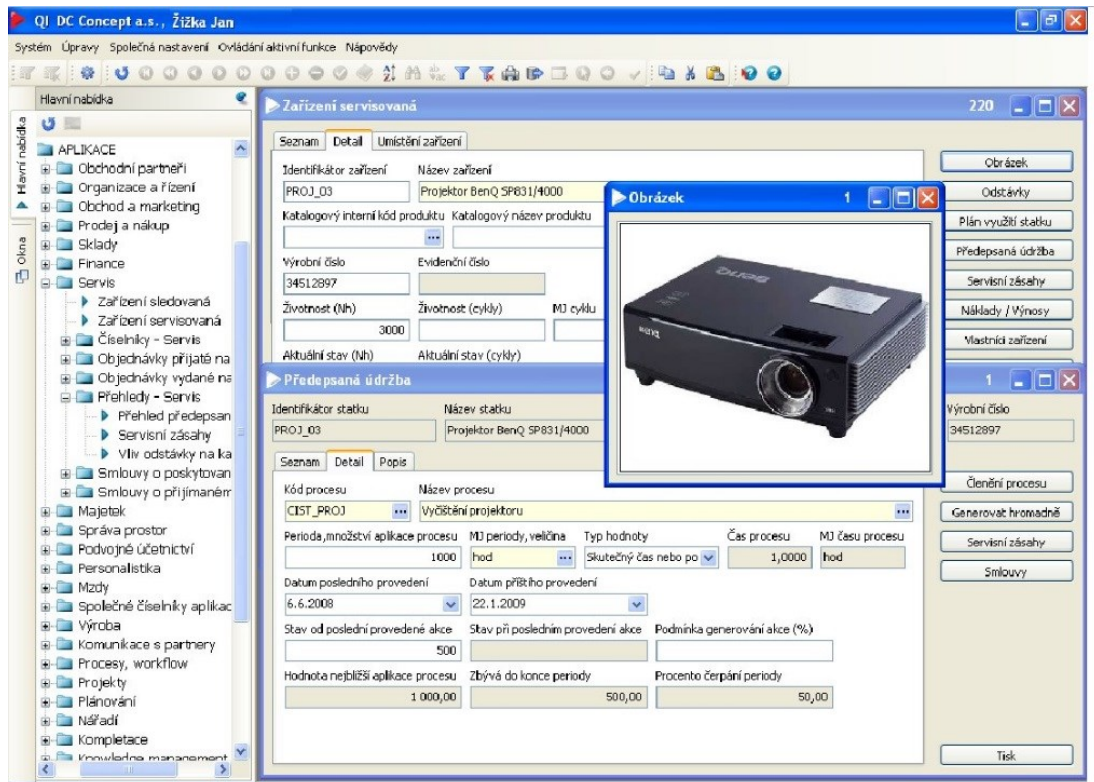 QI DC Concept a.s., Žižka Jan
Systém Úpravy Společná nastavení Ovládání aktivní funkce Nápovědy
Hlavní nabídka
Hlavní nabídka
Okna
APLIKACE
Obchodní partneři
Organizace a řízení
Obchod a marketing
Prodej a nákup
Sklady
Finance
Servis
Zařízení sledovaná
Zařízení servisovaná
Číselníky - Servis
Objednávky přijaté na
Objednávky vydané na
Přehledy - Servis
Přehled předepsan
Servisní zásahy
Vliv odstávky na ka
Smlouvy o poskytovan
Smlouvy o přijímaném
Majetek
Správa prostor
Podvojné účetnictví
Personalistika
Mzdy
Společné číselníky aplikac
Výroba
Komunikace s partnery
Procesy, workflow
Projekty
Plánování
Nářadí
Kompletace
Knowledge management
Zařízení servisovaná 220
Seznam Detail Umístění zařízení
Identifikátor zařízení Název zařízení
PROJ_03 Projektor BenQ SP831/4000
Katalogový interní kód produktu Katalogový název produktu
Výrobní číslo Evidenční číslo
34512897
Životnost (Nh) Životnost (cykly) MJ cyklu
3000
Aktuální stav (Nh) Aktuální stav (cykly)
Obrázek
Odstávky
Plán využití statku
Předepsaná údržba
Servisní zásahy
Náklady / Výnosy
Vlastníci zařízení
Obrázek 1
BenQ
BenQ
Předepsaná údržba 1
Identifikátor statku Název statku Výrobní číslo
PROJ_03 Projektor BenQ SP831/4000 34512897
Seznam Detail Popis
Kód procesu Název procesu
CIST_PROJ Vyčištění projektoru
Perioda,množství aplikace procesu MJ periody, veličina Typ hodnoty Čas procesu MJ času procesu
1000 hod Skutečný čas nebo po 1,0000 hod
Datum posledního provedení Datum příštího provedení
6.6.2008 22.1.2009
Stav od poslední provedené akce Stav při posledním provedení akce Podmínka generování akce (%)
500
Hodnota nejbližší aplikace procesu Zbývá do konce periody Procento čerpání periody
1 000,00 500,00 50,00
Členění procesu
Generovat hromadně
Servisní zásahy
Smlouvy
Tisk